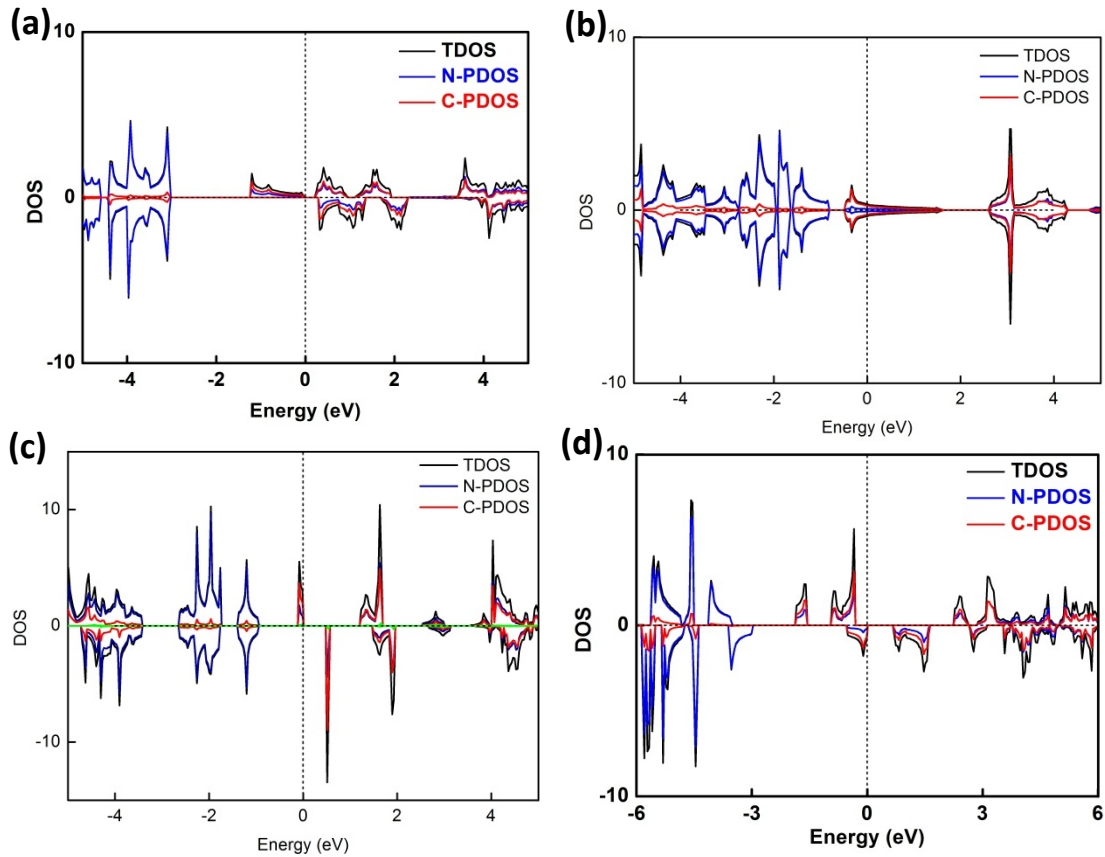 (a)
10
TDOS
N-PDOS
C-PDOS
DOS
0
-10
-4 -2 0 2 4
Energy (eV)
(b)
10
TDOS
N-PDOS
C-PDOS
DOS
0
-10
-4 -2 0 2 4
Energy (eV)
(c)
TDOS
N-PDOS
C-PDOS
10
DOS
0
-10
-4 -2 0 2 4
Energy (eV)
(d)
10
TDOS
N-PDOS
C-PDOS
DOS
0
-10
-6 -3 0 3 6
Energy (eV)